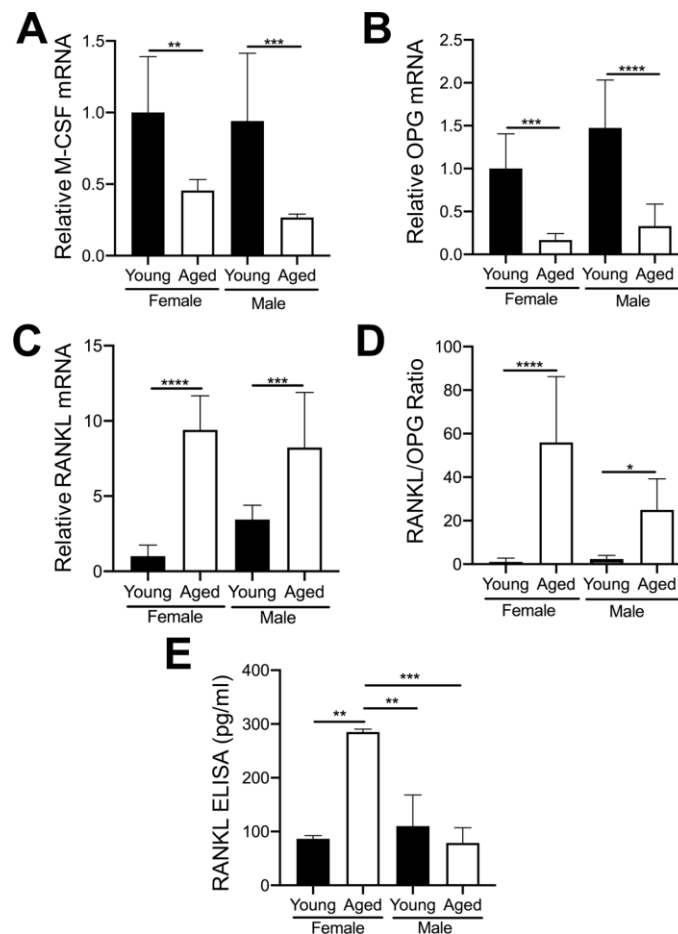 A
Relative M-CSF mRNA
1.5
1.0
0.5
0.0
**
***
Young Aged Young Aged
Female Male
B
Relative OPG mRNA
2.5
2.0
1.5
1.0
0.5
0.0
***
****
Young Aged Young Aged
Female Male
C
Relative RANKL mRNA
15
10
5
0
****
***
Young Aged Young Aged
Female Male
D
RANKL/OPG Ratio
100
80
60
40
20
0
****
*
Young Aged Young Aged
Female Male
E
RANKL ELISA (pg/ml)
400
300
200
100
0
***
** **
Young Aged Young Aged
Female Male